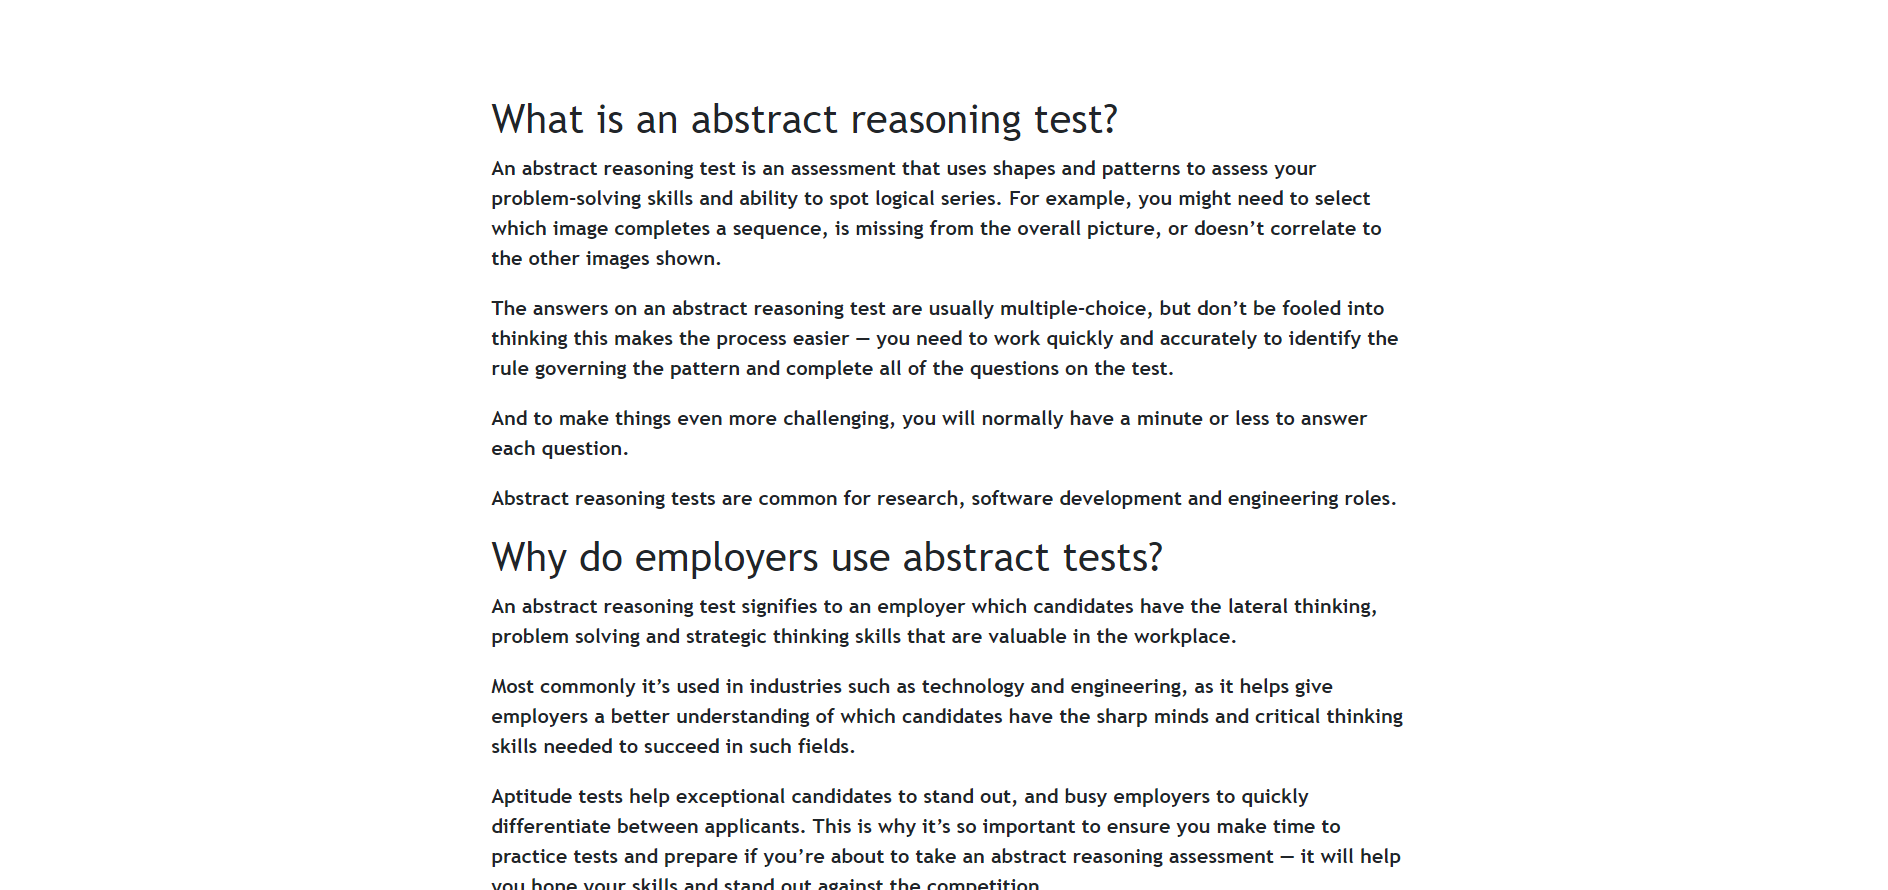 What is an abstract reasoning test?
An abstract reasoning test is an assessment that uses shapes and patterns to assess your
problem-solving skills and ability to spot logical series. For example, you might need to select
which image completes a sequence, is missing from the overall picture, or doesn’t correlate to
the other images shown.
The answers on an abstract reasoning test are usually multiple-choice, but don’t be fooled into
thinking this makes the process easier — you need to work quickly and accurately to identify the
rule governing the pattern and complete all of the questions on the test.
And to make things even more challenging, you will normally have a minute or less to answer
each question.
Abstract reasoning tests are common for research, software development and engineering roles.
Why do employers use abstract tests?
An abstract reasoning test signifies to an employer which candidates have the lateral thinking,
problem solving and strategic thinking skills that are valuable in the workplace.
Most commonly it’s used in industries such as technology and engineering, as it helps give
employers a better understanding of which candidates have the sharp minds and critical thinking
skills needed to succeed in such fields.
Aptitude tests help exceptional candidates to stand out, and busy employers to quickly
differentiate between applicants. This is why it’s so important to ensure you make time to
practice tests and prepare if you’re about to take an abstract reasoning assessment — it will help
you hone your skills and stand out against the competition.